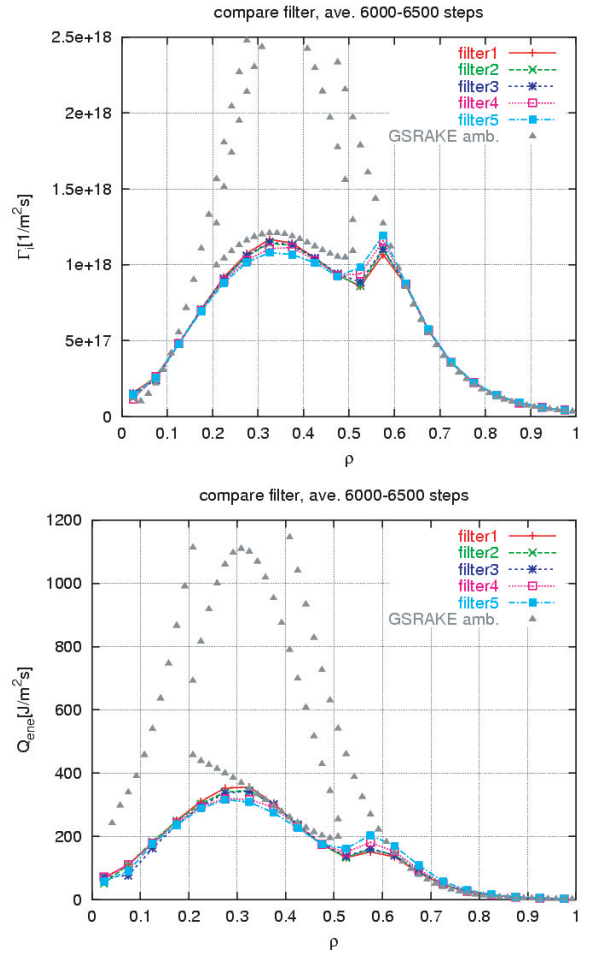 compare filter, ave. 6000-6500 steps
2.5e+18
2e+18
1.5e+18
1e+18
5e+17
0
Γi[1/m²s]
filter1
filter2
filter3
filter4
filter5
GSRAKE amb.
0 0.1 0.2 0.3 0.4 0.5 0.6 0.7 0.8 0.9 1
ρ
compare filter, ave. 6000-6500 steps
1200
1000
800
600
400
200
0
Qene[J/m²s]
filter1
filter2
filter3
filter4
filter5
GSRAKE amb.
0 0.1 0.2 0.3 0.4 0.5 0.6 0.7 0.8 0.9 1
ρ